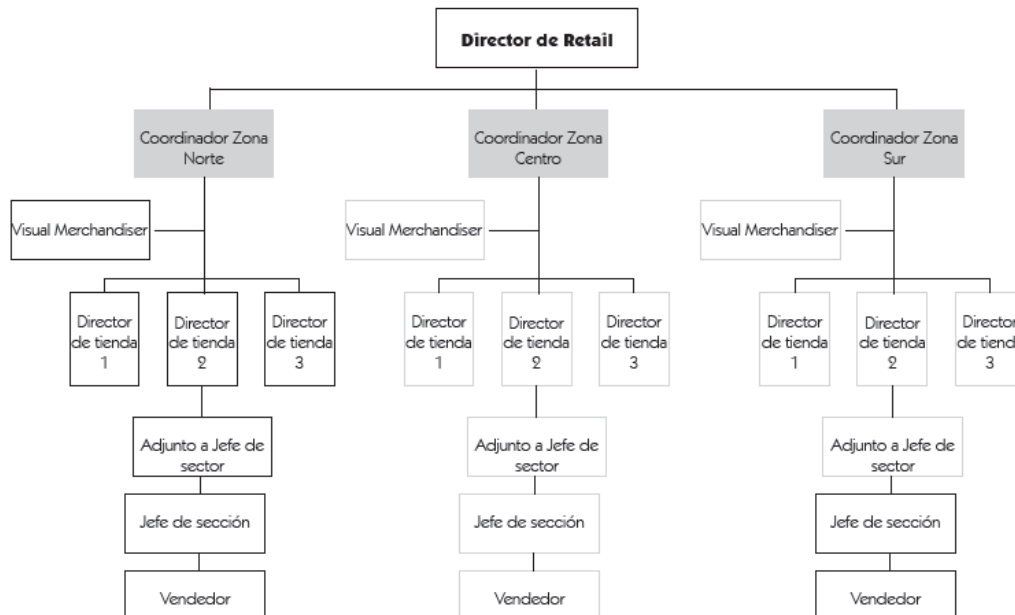 Director de Retail
Coordinador Zona
Norte
Coordinador Zona
Centro
Coordinador Zona
Sur
Visual Merchandiser
Visual Merchandiser
Visual Merchandiser
Director
de tienda
1
Director
de tienda
2
Director
de tienda
3
Director
de tienda
1
Director
de tienda
2
Director
de tienda
3
Director
de tienda
1
Director
de tienda
2
Director
de tienda
3
Adjunto a Jefe de
sector
Adjunto a Jefe de
sector
Adjunto a Jefe de
sector
Jefe de sección
Jefe de sección
Jefe de sección
Vendedor
Vendedor
Vendedor